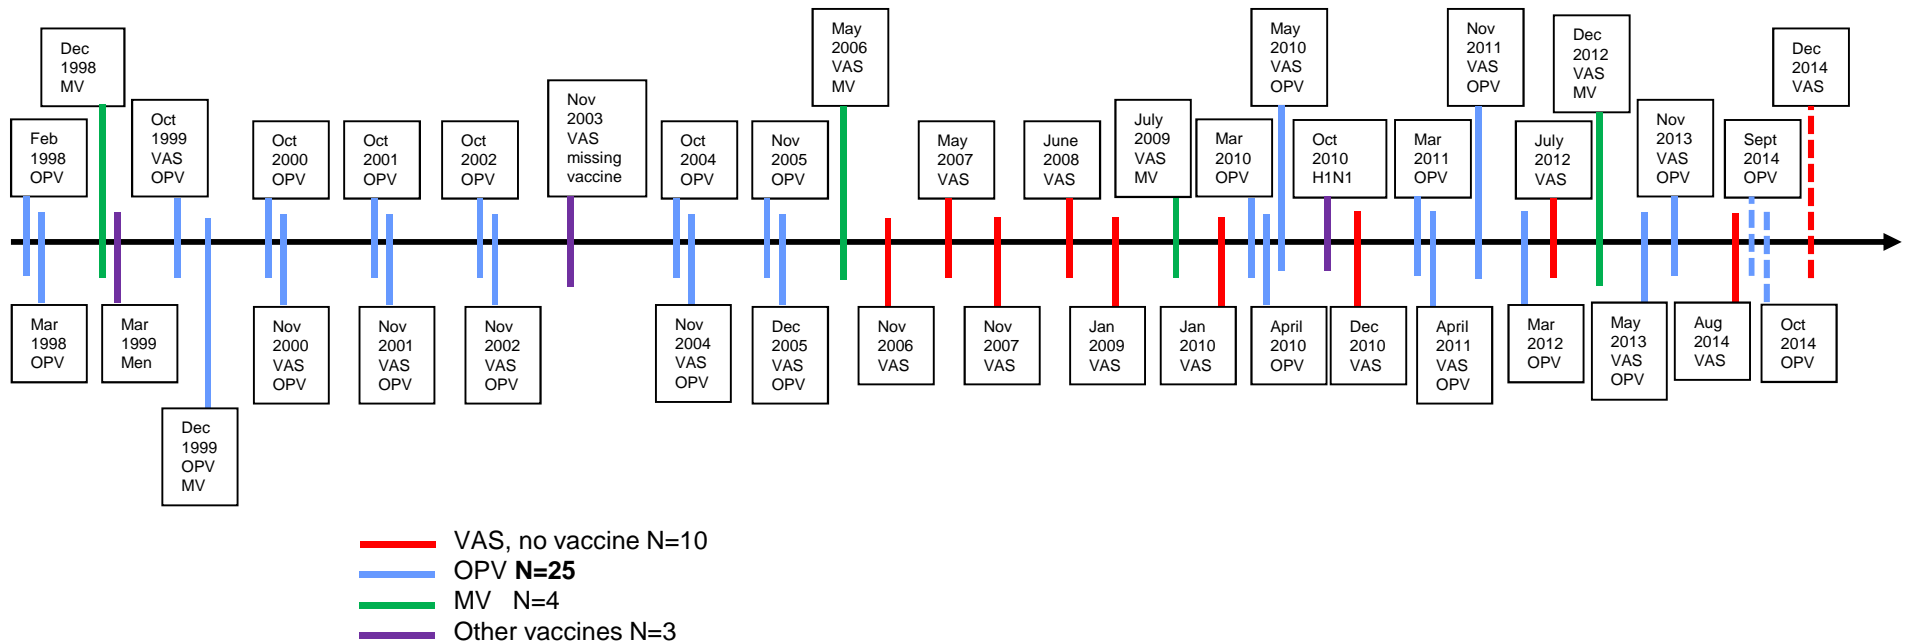 Dec
1998
MV
May
2006
VAS
MV
May
2010
VAS
OPV
Nov
2011
VAS
OPV
Dec
2012
VAS
MV
Dec
2014
VAS
Feb
1998
OPV
Oct
1999
VAS
OPV
Oct
2000
OPV
Oct
2001
OPV
Oct
2002
OPV
Nov
2003
VAS
missing
vaccine
Oct
2004
OPV
Nov
2005
OPV
May
2007
VAS
June
2008
VAS
July
2009
VAS
MV
Mar
2010
OPV
Oct
2010
H1N1
Mar
2011
OPV
July
2012
VAS
Nov
2013
VAS
OPV
Sept
2014
OPV
Mar
1998
OPV
Mar
1999
Men
Dec
1999
OPV
MV
Nov
2000
VAS
OPV
Nov
2001
VAS
OPV
Nov
2002
VAS
OPV
Nov
2004
VAS
OPV
Dec
2005
VAS
OPV
Nov
2006
VAS
Nov
2007
VAS
Jan
2009
VAS
Jan
2010
VAS
April
2010
OPV
Dec
2010
VAS
April
2011
VAS
OPV
Mar
2012
OPV
May
2013
VAS
OPV
Aug
2014
VAS
Oct
2014
OPV
VAS, no vaccine N=10
OPV N=25
MV N=4
Other vaccines N=3